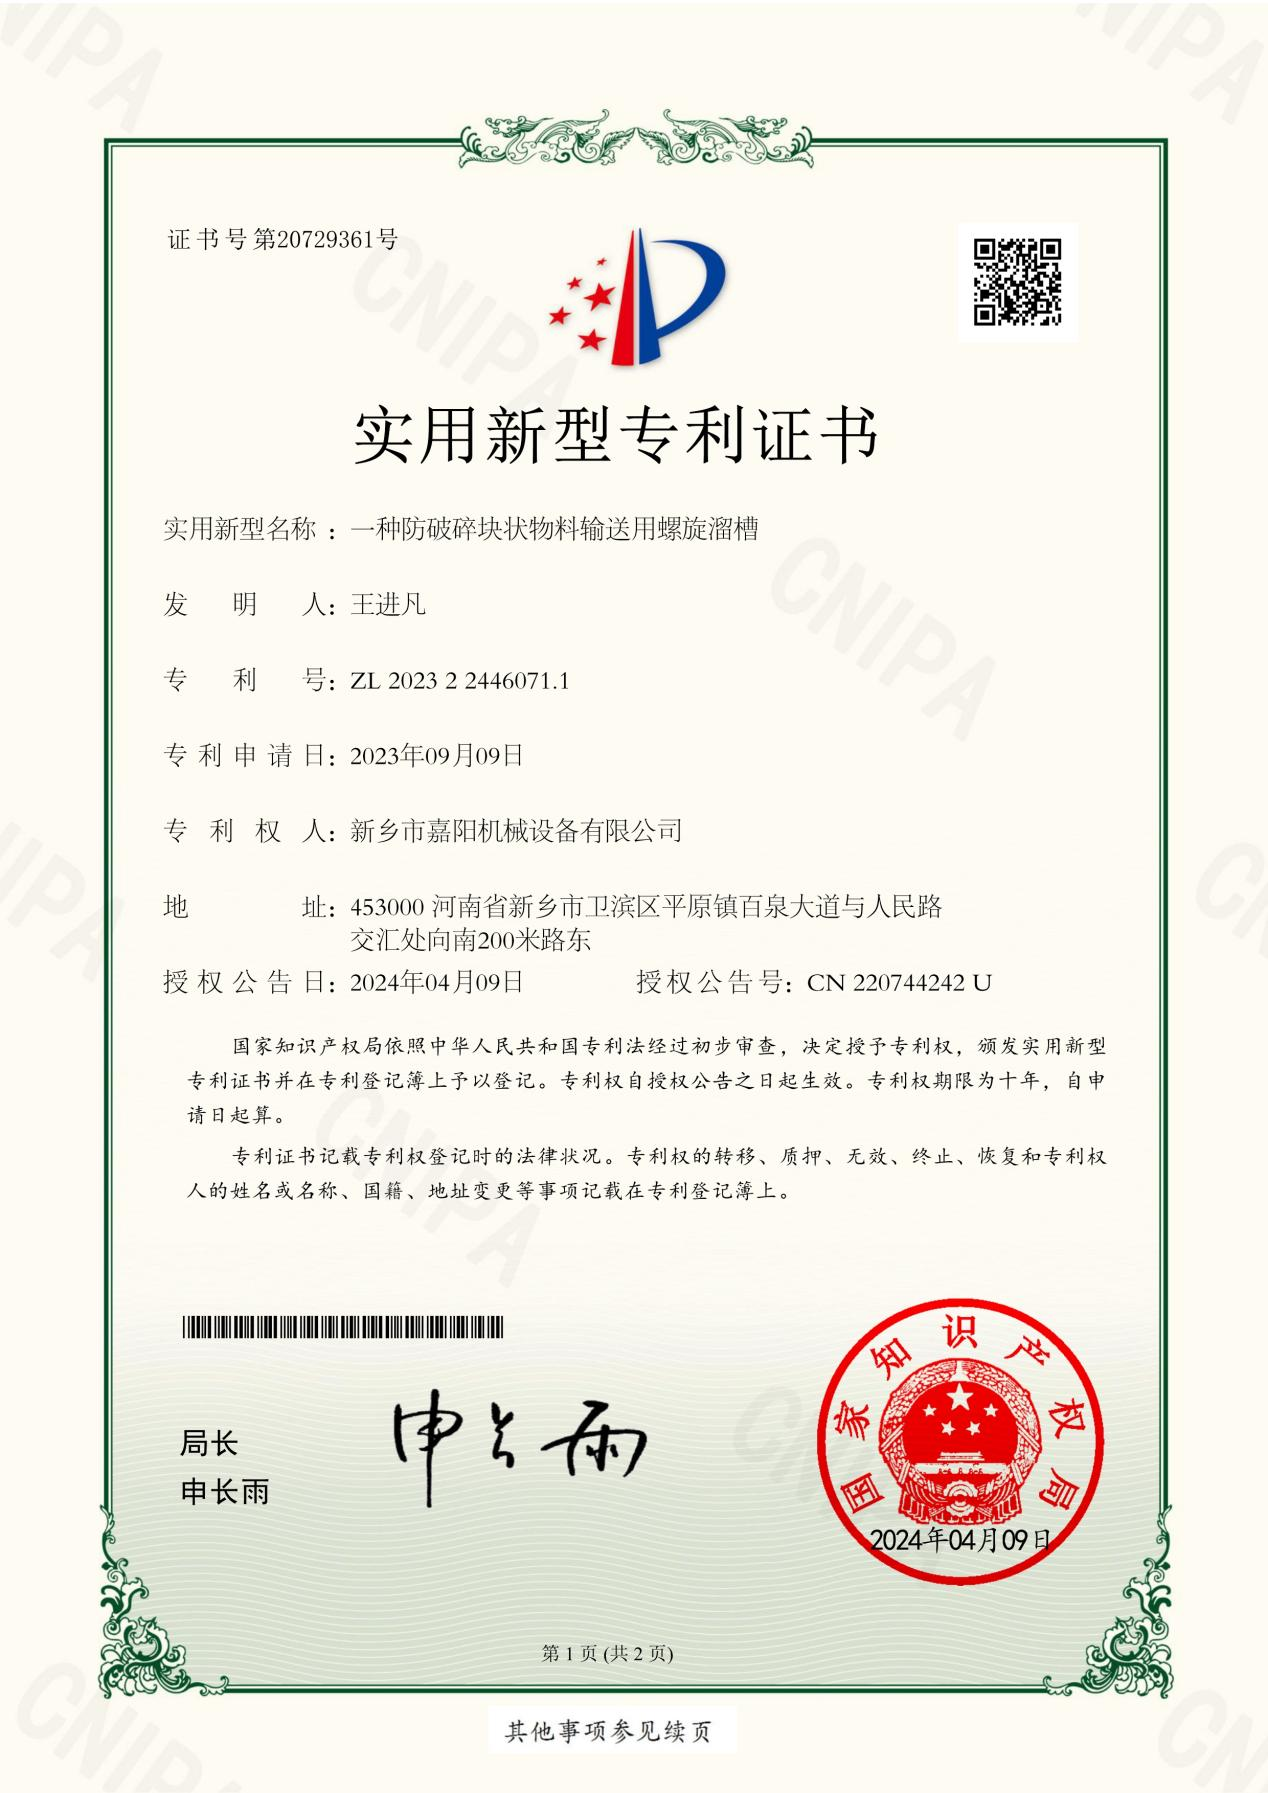 证书号第20729361号
实用新型专利证书
实用新型名称：一种防破碎块状物料输送用螺旋溜槽
发明人：王进凡
专利号：ZL 2023 2 2446071.1
专利申请日：2023年09月09日
专利权人：新乡市嘉阳机械设备有限公司
地址：453000 河南省新乡市卫滨区平原镇百泉大道与人民路
交汇处向南200米路东
授权公告日：2024年04月09日 授权公告号：CN 220744242 U
国家知识产权局依照中华人民共和国专利法经过初步审查，决定授予专利权，颁发实用新型
专利证书并在专利登记簿上予以登记。专利权自授权公告之日起生效。专利权期限为十年，自申
请日起算。
专利证书记载专利权登记时的法律状况。专利权的转移、质押、无效、终止、恢复和专利权
人的姓名或名称、国籍、地址变更等事项记载在专利登记簿上。
局长
申长雨
申长雨
国家知识产权局
2024年04月09日
第 1 页 (共 2 页)
其他事项参见续页
CNIPA
CNIPA
CNIPA
CNIPA
CNIPA
CNIPA
CNIPA
CNIPA
CNIPA
CNIPA